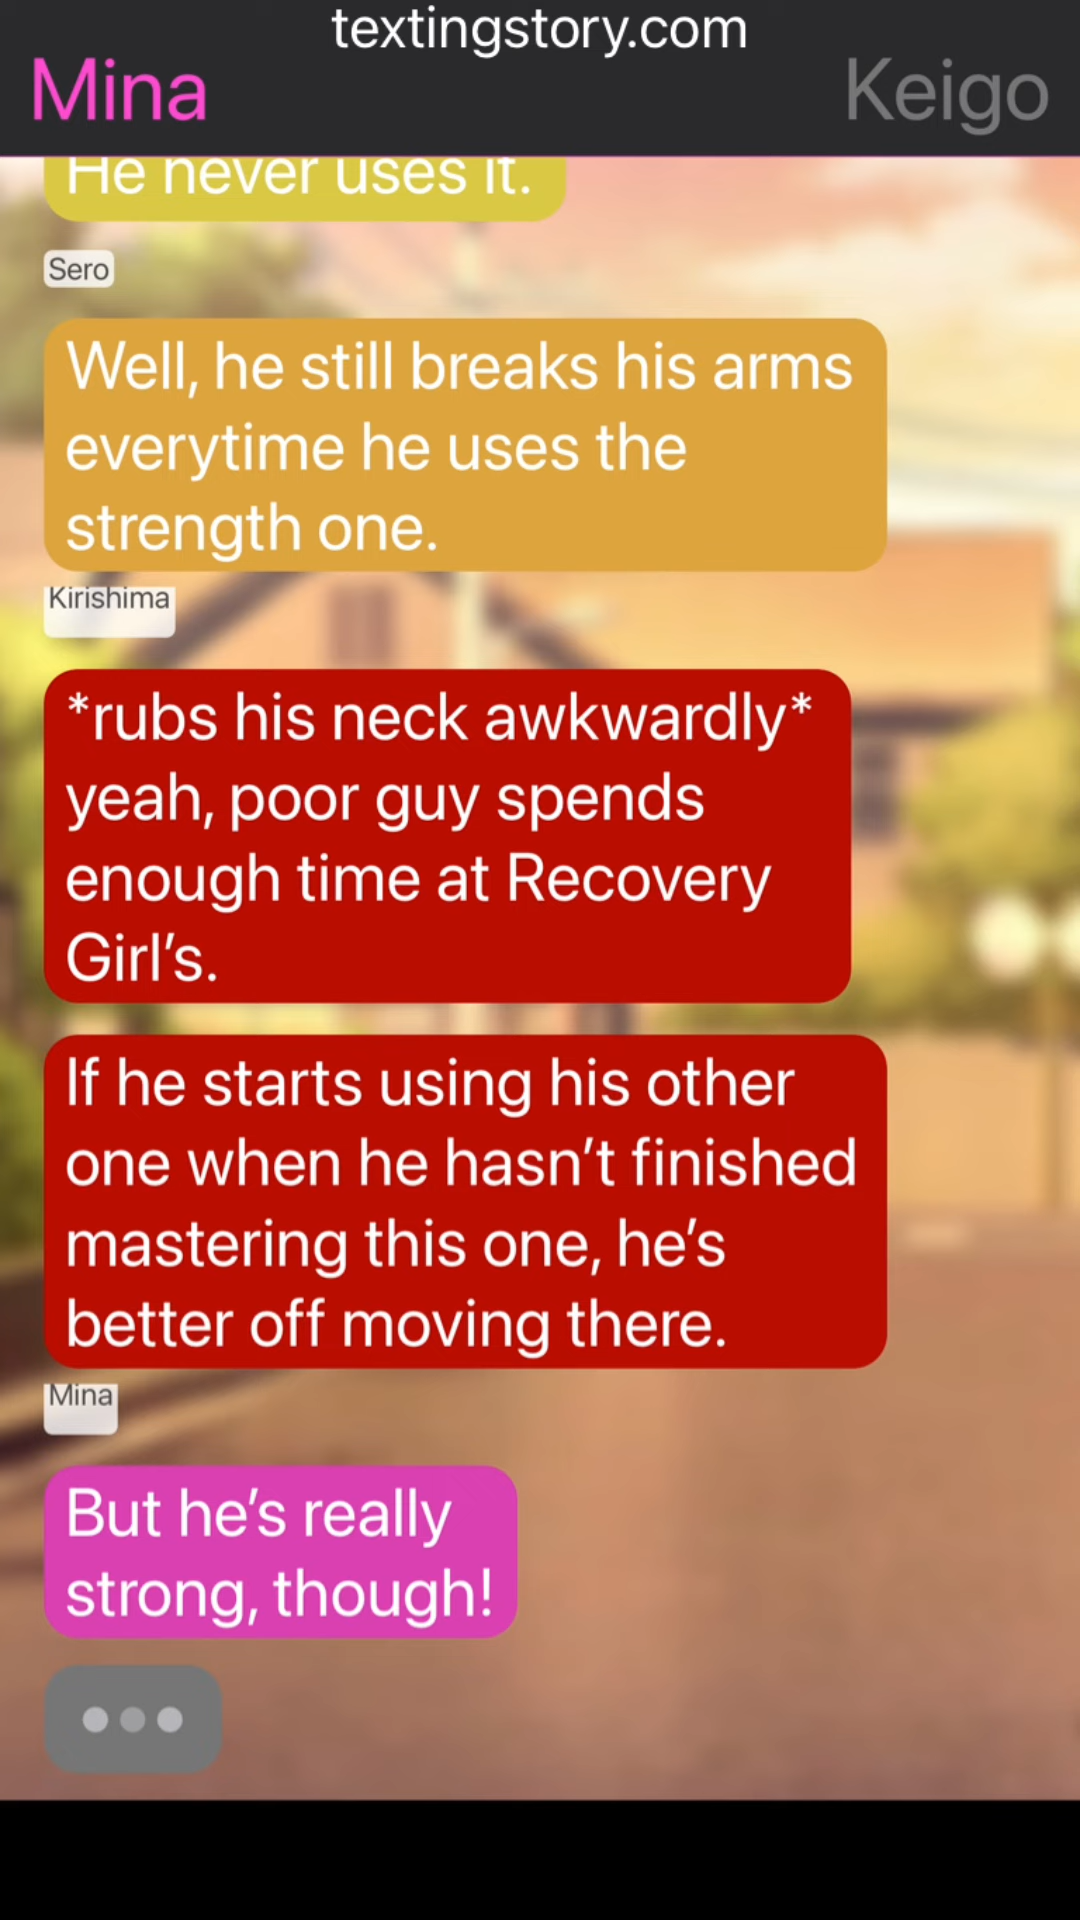 textingstory.com
Mina
Keigo
He never uses it.
Sero
Well, he still breaks his arms
everytime he uses the
strength one.
Kirishima
*rubs his neck awkwardly*
yeah, poor guy spends
enough time at Recovery
Girl’s.
If he starts using his other
one when he hasn’t finished
mastering this one, he’s
better off moving there.
Mina
But he’s really
strong, though!